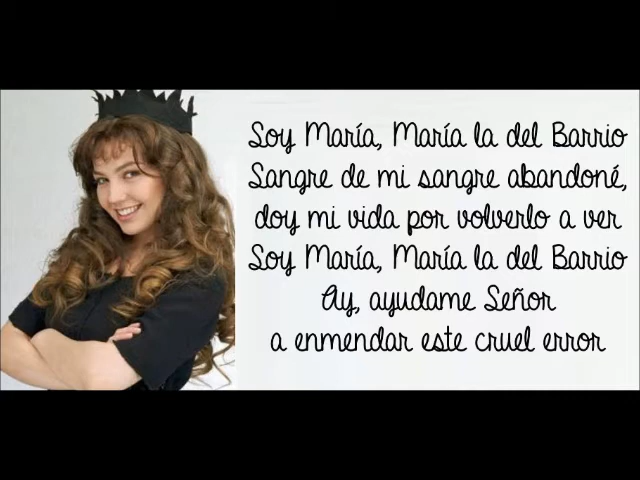 Soy María, María la del Barrio
Sangre de mi sangre abandoné,
doy mi vida por volverlo a ver
Soy María, María la del Barrio
Ay, ayudame Señor
a enmendar este cruel error